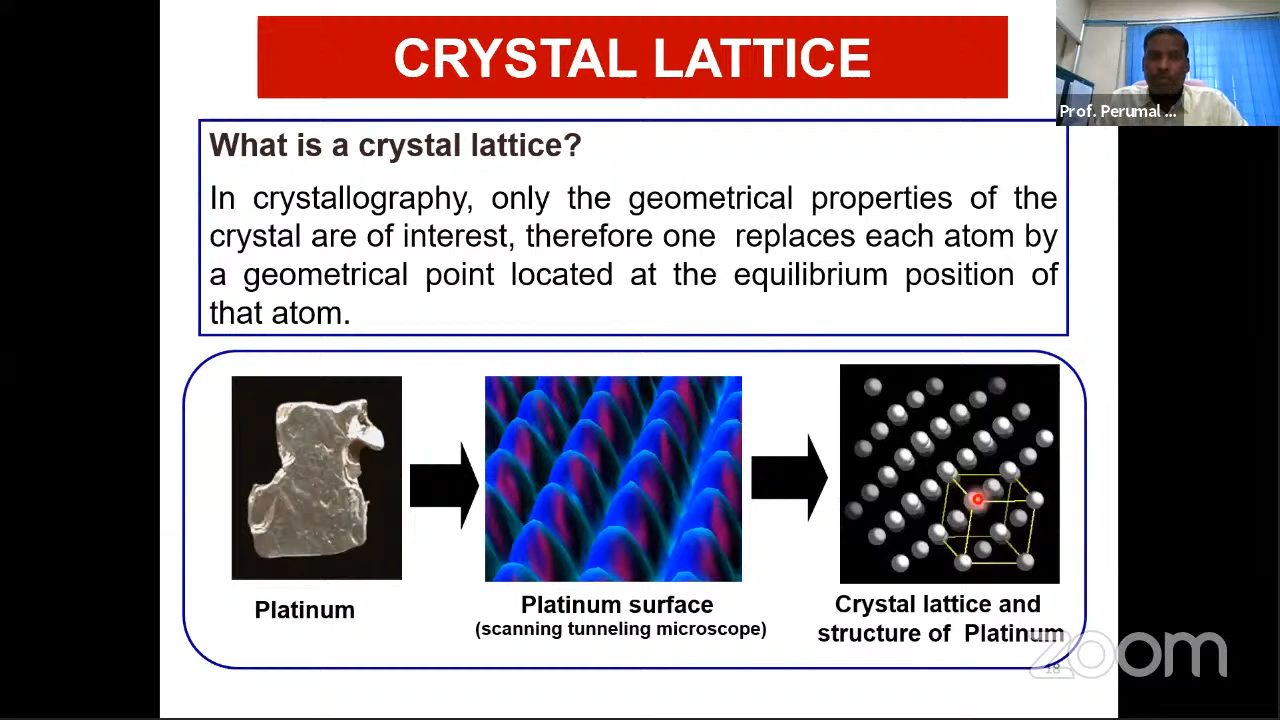 CRYSTAL LATTICE
Prof. Perumal ...
What is a crystal lattice?
In crystallography, only the geometrical properties of the
crystal are of interest, therefore one replaces each atom by
a geometrical point located at the equilibrium position of
that atom.
Platinum
Platinum surface
(scanning tunneling microscope)
Crystal lattice and
structure of Platinum
zoom
18